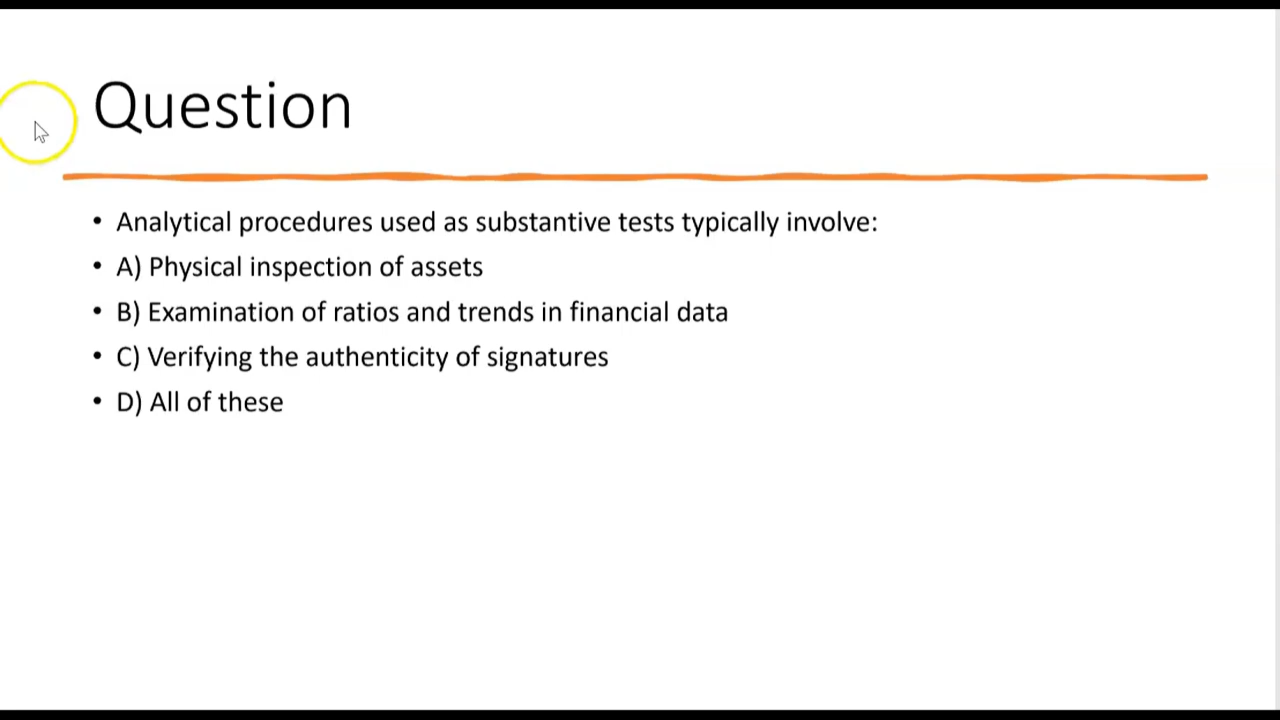 Question
• Analytical procedures used as substantive tests typically involve:
• A) Physical inspection of assets
• B) Examination of ratios and trends in financial data
• C) Verifying the authenticity of signatures
• D) All of these